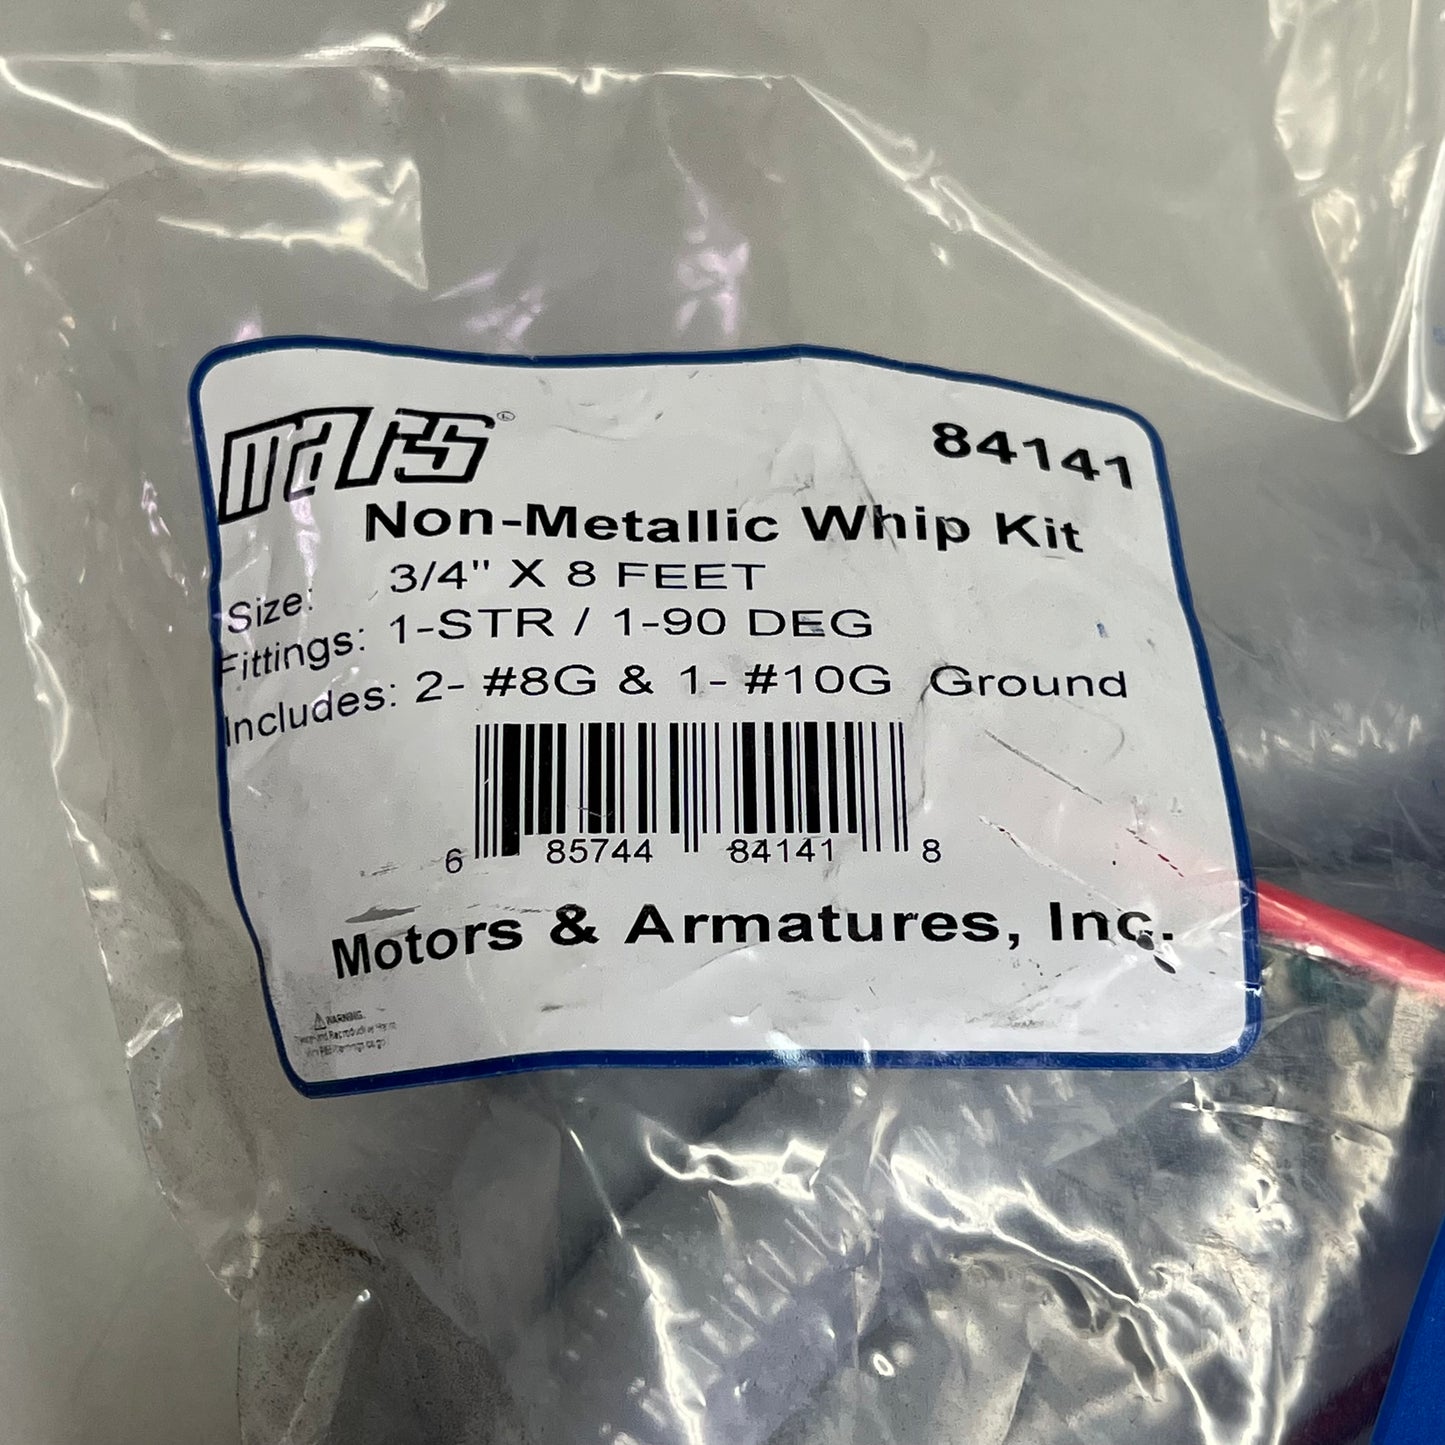 mars
84141
Non-Metallic Whip Kit
Size: 3/4" X 8 FEET
Fittings: 1-STR / 1-90 DEG
Includes: 2- #8G & 1- #10G Ground
6 85744 84141 8
Motors & Armatures, Inc.
WARNING